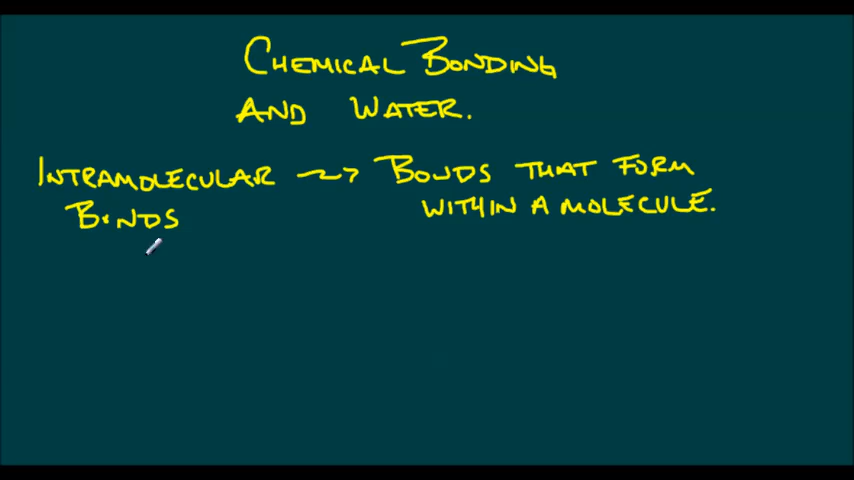 CHEMICAL BONDING
AND WATER.
INTRAMOLECULAR ~> BONDS THAT FORM
BONDS WITHIN A MOLECULE.